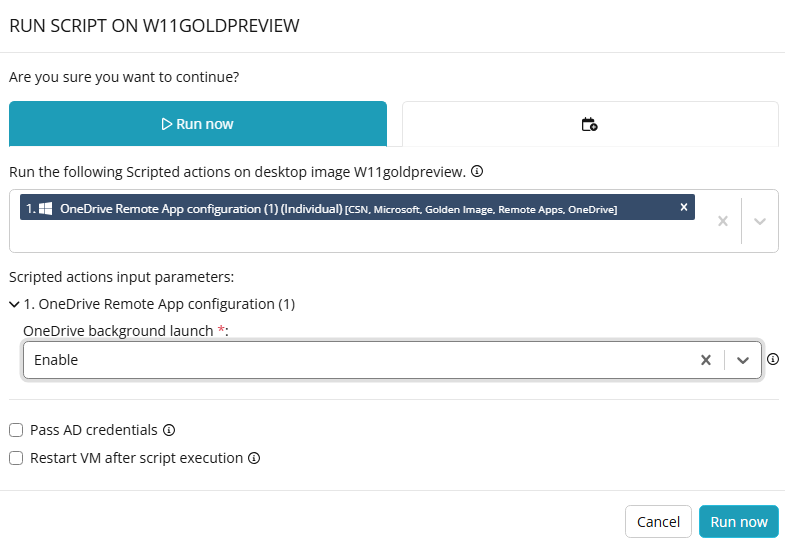 RUN SCRIPT ON W11GOLDPREVIEW
Are you sure you want to continue?
Run now
Run the following Scripted actions on desktop image W11goldpreview.
1. OneDrive Remote App configuration (1) (Individual) [CSN, Microsoft, Golden Image, Remote Apps, OneDrive]
Scripted actions input parameters:
1. OneDrive Remote App configuration (1)
OneDrive background launch *:
Enable
Pass AD credentials
Restart VM after script execution
Cancel Run now